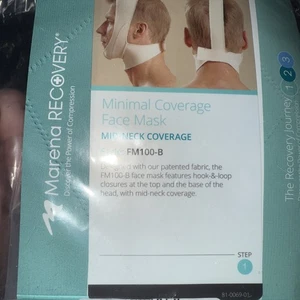 Marena RECOVERY®
Discover the Power of Compression
Minimal Coverage
Face Mask
MID-NECK COVERAGE
FM100-B
with our patented fabric, the
FM100-B face mask features hook-&-loop
closures at the top and the base of the
head, with mid-neck coverage.
STEP
1
The Recovery Journey
1 2 3